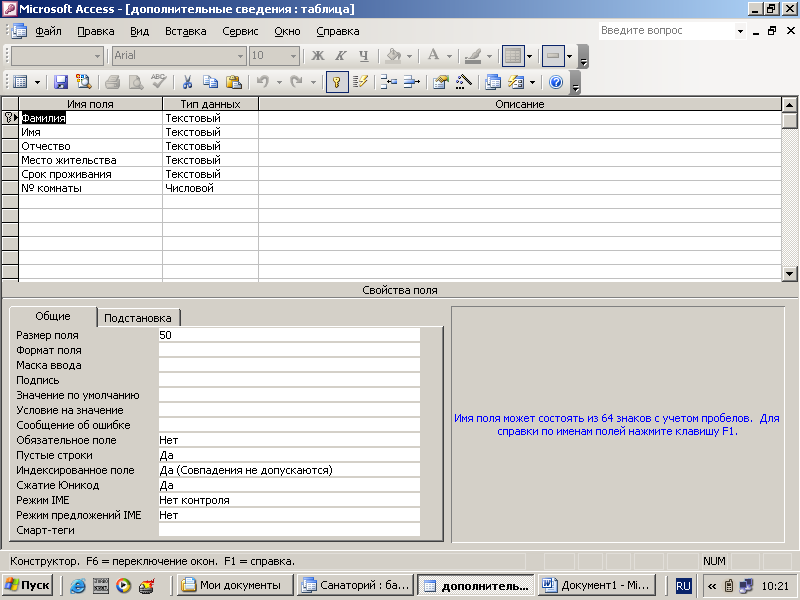 Microsoft Access - [дополнительные сведения : таблица]
Файл Правка Вид Вставка Сервис Окно Справка Введите вопрос
Arial 10 Ж К Ч A
ABC
Имя поля Тип данных Описание
Фамилия Текстовый
Имя Текстовый
Отчество Текстовый
Место жительства Текстовый
Срок проживания Текстовый
№ комнаты Числовой
Свойства поля
Общие Подстановка
Размер поля 50
Формат поля
Маска ввода
Подпись
Значение по умолчанию
Условие на значение
Сообщение об ошибке
Обязательное поле Нет
Пустые строки Да
Индексированное поле Да (Совпадения не допускаются)
Сжатие Юникод Да
Режим IME Нет контроля
Режим предложений IME Нет
Смарт-теги
Имя поля может состоять из 64 знаков с учетом пробелов. Для
справки по именам полей нажмите клавишу F1.
Конструктор. F6 = переключение окон. F1 = справка. NUM
Пуск Мои документы Санаторий : ба... дополнитель... Документ1 - Mi... RU « 10:21